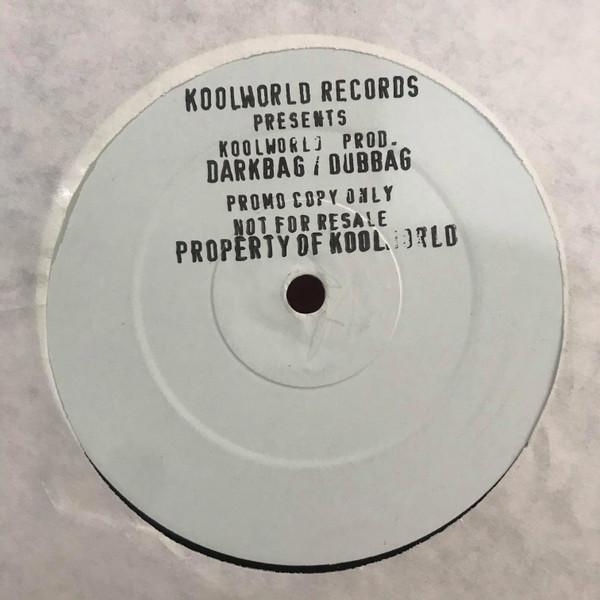 KOOLWORLD RECORDS
PRESENTS
KOOLWORLD PROD.
DARKBAG / DUBBAG
PROMO COPY ONLY
NOT FOR RESALE
PROPERTY OF KOOLWORLD